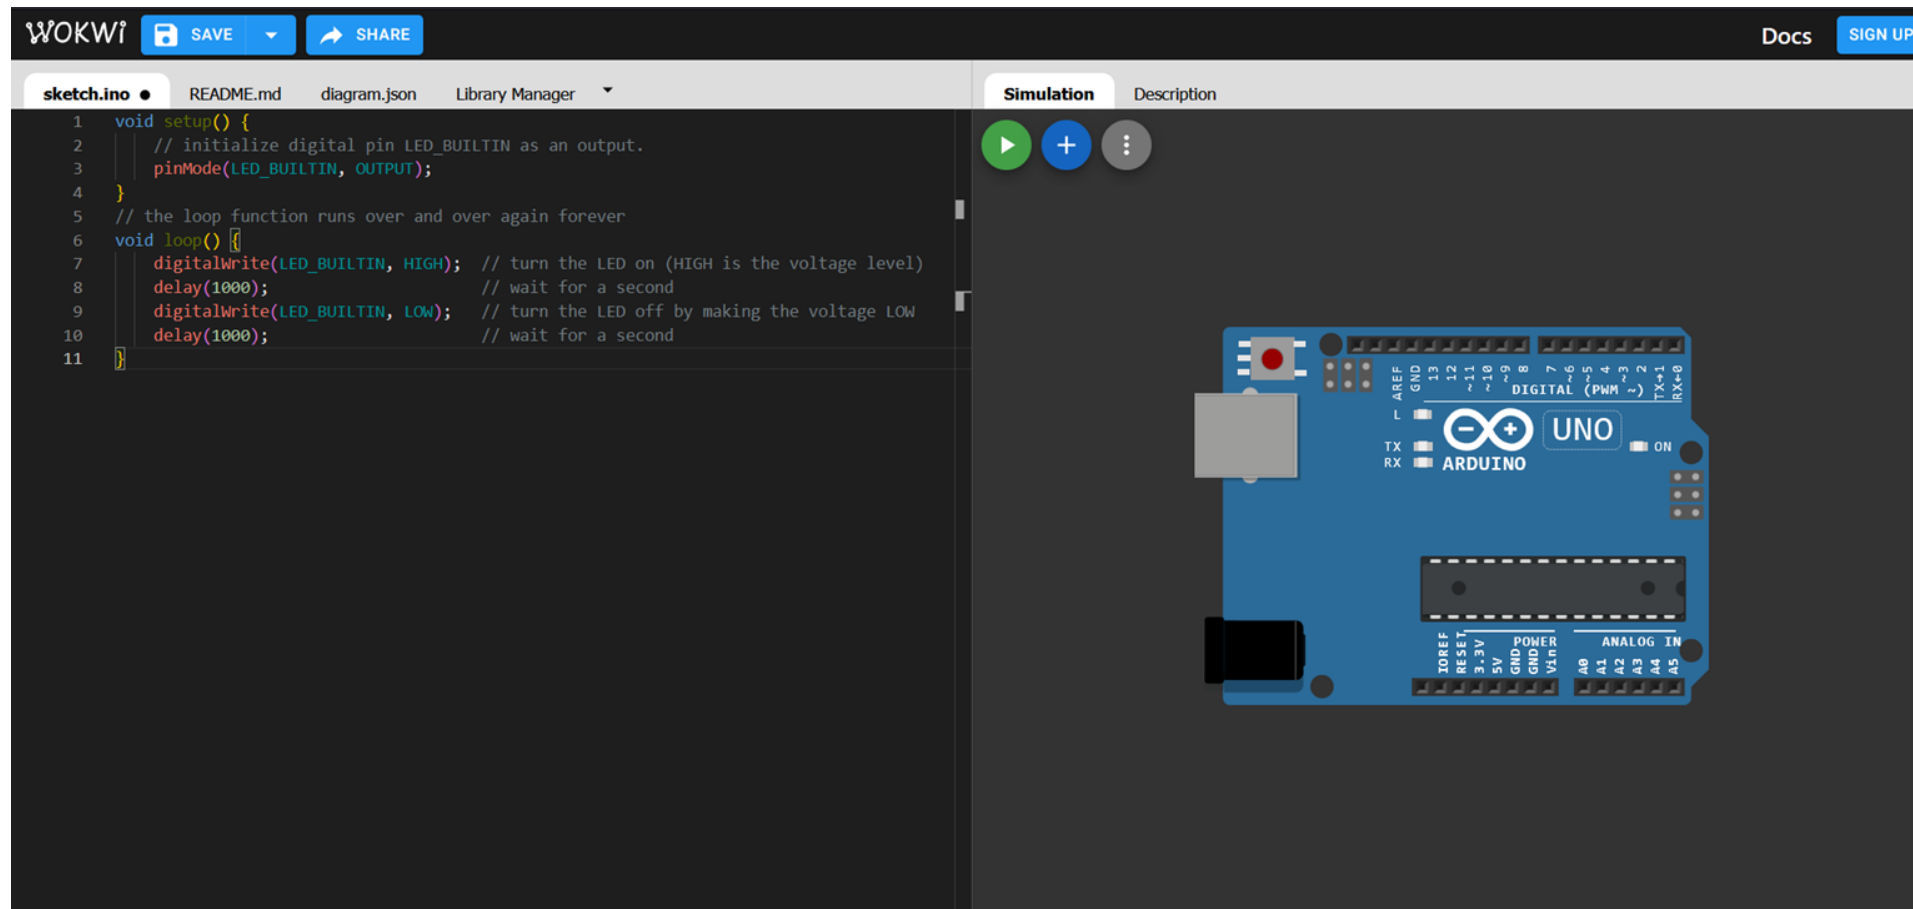 WOKWI SAVE SHARE Docs SIGN UP
sketch.ino ● README.md diagram.json Library Manager
Simulation Description
1 void setup() {
2 // initialize digital pin LED_BUILTIN as an output.
3 pinMode(LED_BUILTIN, OUTPUT);
4 }
5 // the loop function runs over and over again forever
6 void loop() {
7 digitalWrite(LED_BUILTIN, HIGH); // turn the LED on (HIGH is the voltage level)
8 delay(1000); // wait for a second
9 digitalWrite(LED_BUILTIN, LOW); // turn the LED off by making the voltage LOW
10 delay(1000); // wait for a second
11 }
AREF GND 13 12 ~11 ~10 ~9 8 7 ~6 ~5 4 ~3 2 TX→1 RX←0
DIGITAL (PWM ~)
L
UNO
TX ON
RX ARDUINO
POWER ANALOG IN
IOREF RESET 3.3V 5V GND GND Vin A0 A1 A2 A3 A4 A5